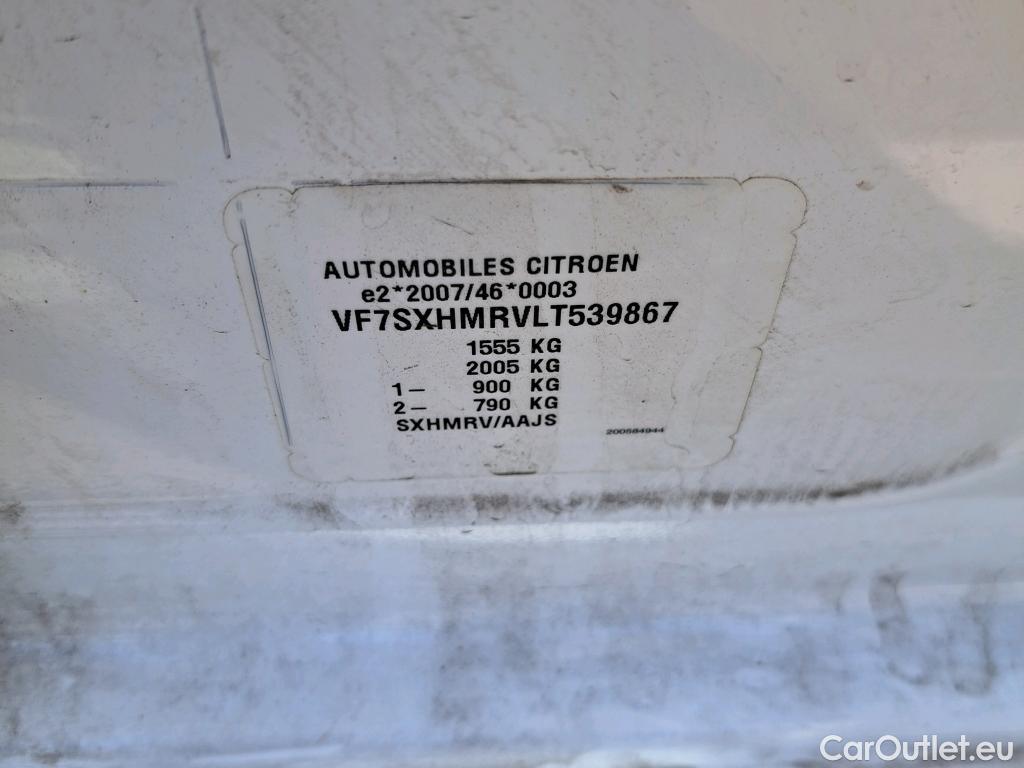 AUTOMOBILES CITROEN
e2*2007/46*0003
VF7SXHMRVLT539867
1555 KG
2005 KG
1– 900 KG
2– 790 KG
SXHMRV/AAJS
200584944
CarOutlet.eu